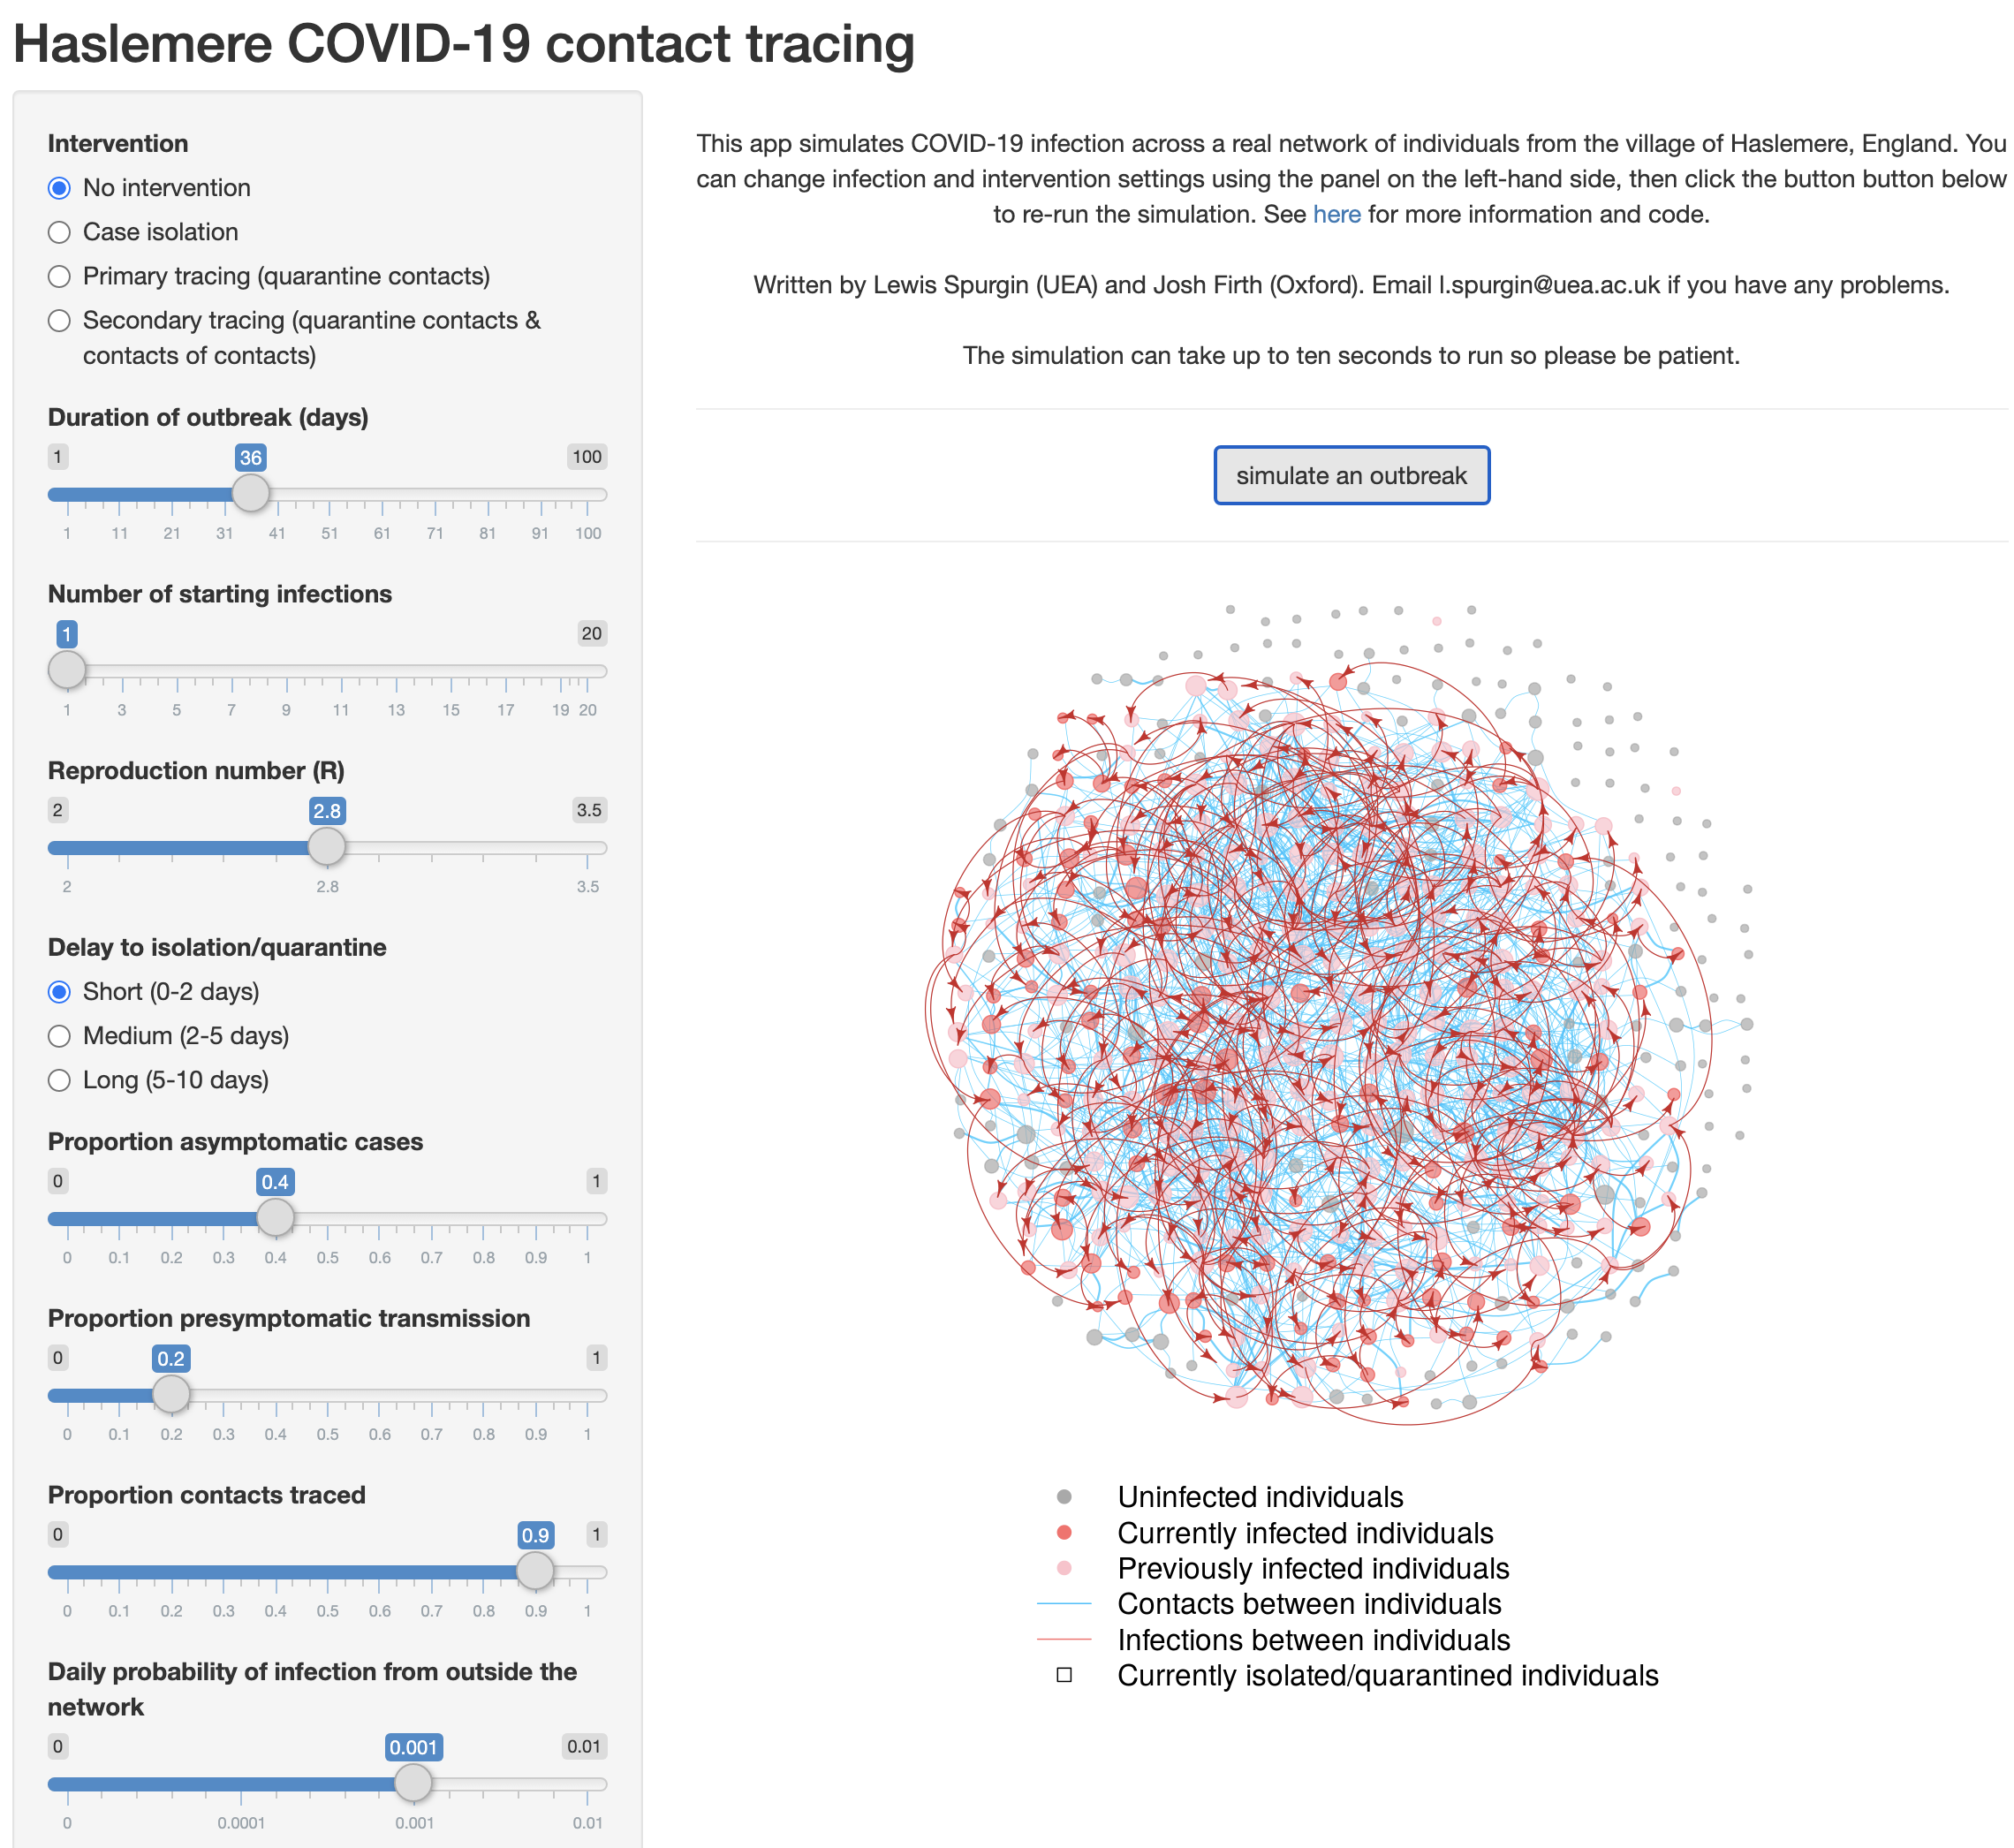 Haslemere COVID-19 contact tracing
Intervention
No intervention
Case isolation
Primary tracing (quarantine contacts)
Secondary tracing (quarantine contacts &
contacts of contacts)
Duration of outbreak (days)
1 36 100
1 11 21 31 41 51 61 71 81 91 100
Number of starting infections
1 20
1 3 5 7 9 11 13 15 17 19 20
Reproduction number (R)
2 2.8 3.5
2 2.8 3.5
Delay to isolation/quarantine
Short (0-2 days)
Medium (2-5 days)
Long (5-10 days)
Proportion asymptomatic cases
0 0.4 1
0 0.1 0.2 0.3 0.4 0.5 0.6 0.7 0.8 0.9 1
Proportion presymptomatic transmission
0 0.2 1
0 0.1 0.2 0.3 0.4 0.5 0.6 0.7 0.8 0.9 1
Proportion contacts traced
0 0.9 1
0 0.1 0.2 0.3 0.4 0.5 0.6 0.7 0.8 0.9 1
Daily probability of infection from outside the
network
0 0.001 0.01
0 0.0001 0.001 0.01
This app simulates COVID-19 infection across a real network of individuals from the village of Haslemere, England. You
can change infection and intervention settings using the panel on the left-hand side, then click the button button below
to re-run the simulation. See here for more information and code.
Written by Lewis Spurgin (UEA) and Josh Firth (Oxford). Email l.spurgin@uea.ac.uk if you have any problems.
The simulation can take up to ten seconds to run so please be patient.
simulate an outbreak
Uninfected individuals
Currently infected individuals
Previously infected individuals
Contacts between individuals
Infections between individuals
Currently isolated/quarantined individuals